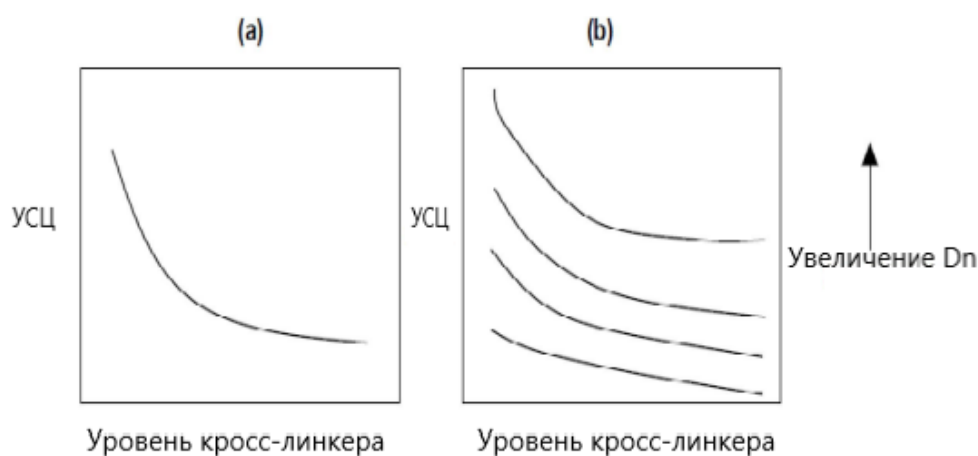 (a)
(b)
УСЦ
УСЦ
Увеличение Dn
Уровень кросс-линкера
Уровень кросс-линкера